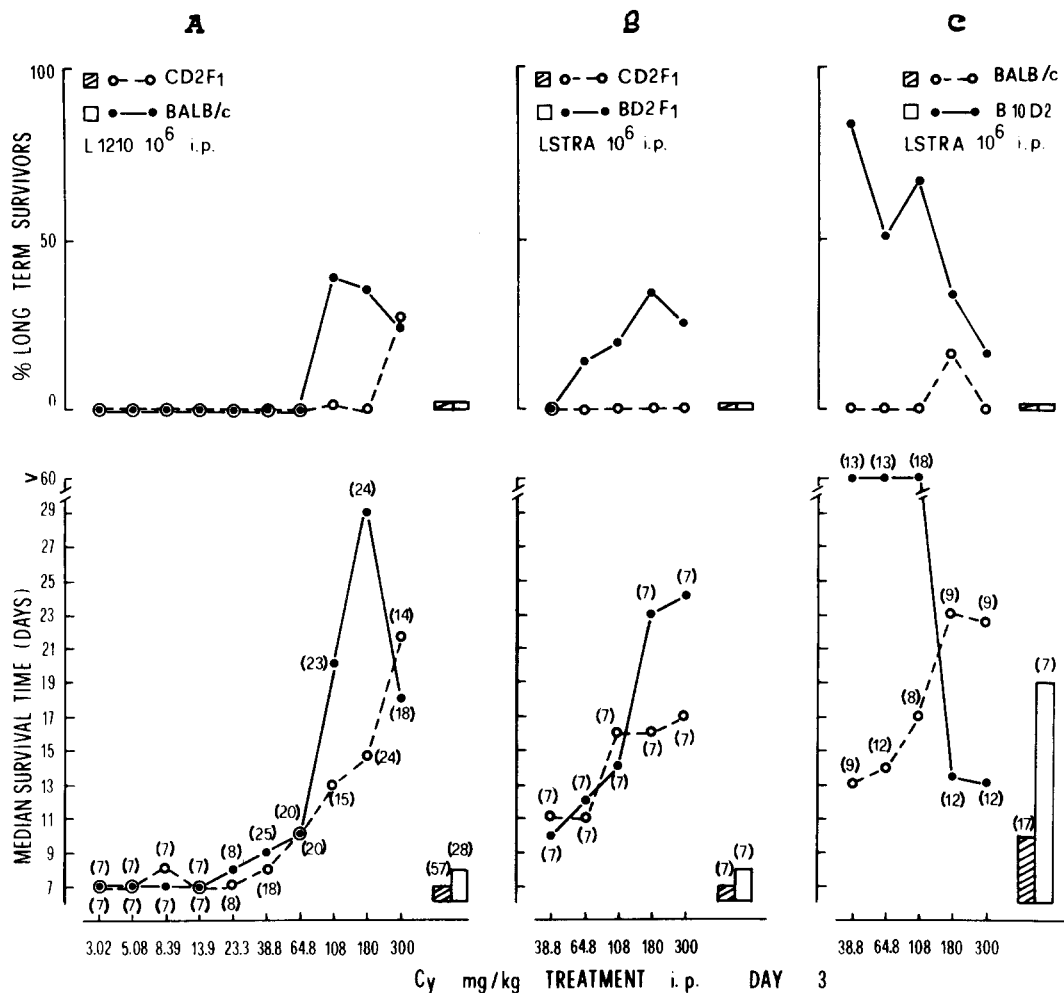 A
B
C
% LONG TERM SURVIVORS
100
50
0
CD2F1
BALB/c
L1210 10^6 i.p.
CD2F1
BD2F1
LSTRA 10^6 i.p.
BALB/c
B10D2
LSTRA 10^6 i.p.
MEDIAN SURVIVAL TIME (DAYS)
>60
29
27
25
23
21
19
17
15
13
11
9
7
(7) (7) (7) (7) (8) (25) (20) (23) (24) (14)
(7) (7) (7) (7) (8) (18) (20) (15) (24) (18)
(57) (28)
(7) (7) (7) (7) (7)
(7) (7) (7) (7) (7)
(7) (7)
(13) (13) (18)
(9) (12) (8) (9) (9)
(12) (12)
(17) (7)
3.02 5.08 8.39 13.9 23.3 38.8 64.8 108 180 300
38.8 64.8 108 180 300
38.8 64.8 108 180 300
Cy mg/kg TREATMENT i.p. DAY 3